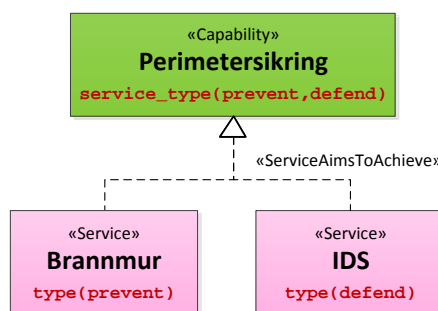 «Capability»
Perimetersikring
service_type(prevent,defend)
«ServiceAimsToAchieve»
«Service»
Brannmur
type(prevent)
«Service»
IDS
type(defend)